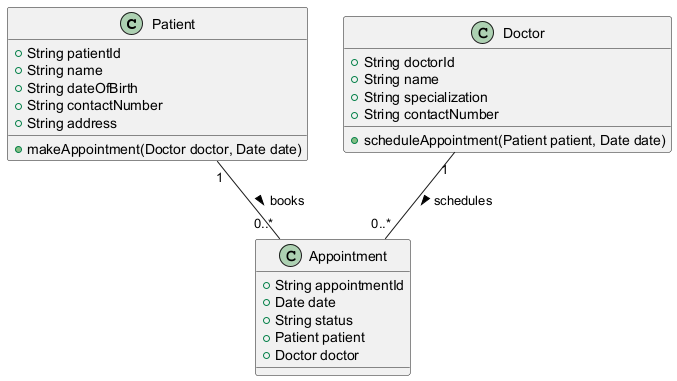 C Patient
String patientId
String name
String dateOfBirth
String contactNumber
String address
makeAppointment(Doctor doctor, Date date)
C Doctor
String doctorId
String name
String specialization
String contactNumber
scheduleAppointment(Patient patient, Date date)
1
books
0..*
1
schedules
0..*
C Appointment
String appointmentId
Date date
String status
Patient patient
Doctor doctor